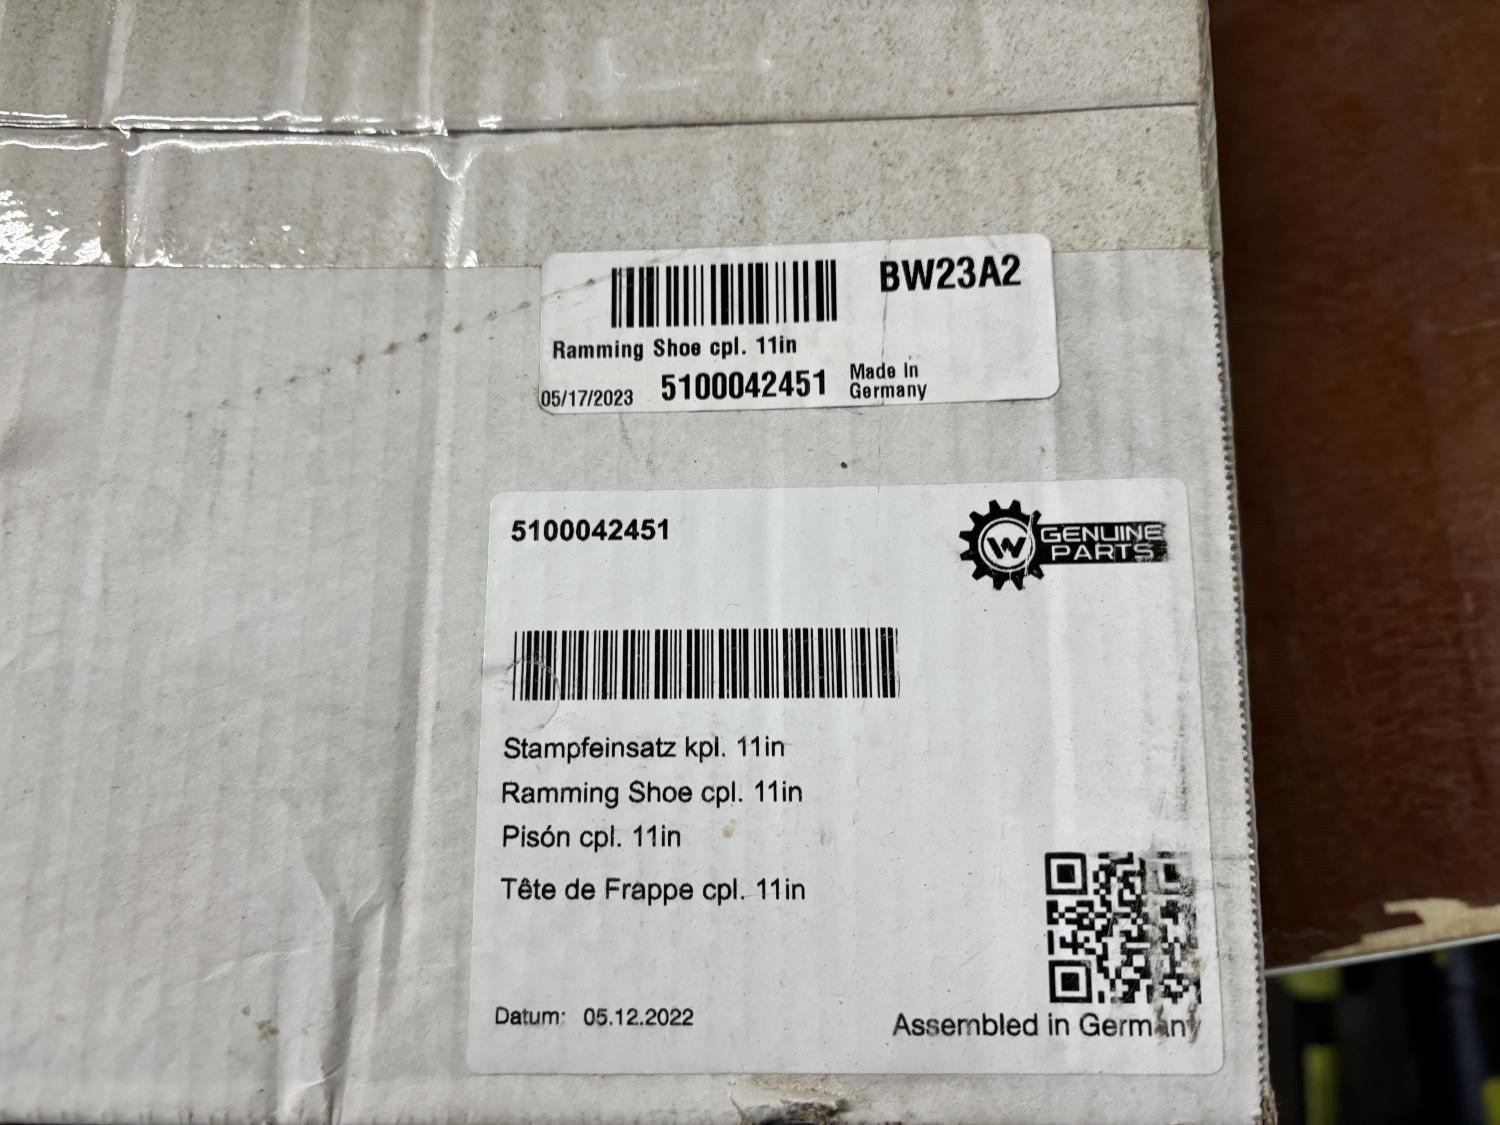 BW23A2
Ramming Shoe cpl. 11in
05/17/2023 5100042451 Made in
Germany
5100042451
W GENUINE
PARTS
Stampfeinsatz kpl. 11in
Ramming Shoe cpl. 11in
Pisón cpl. 11in
Tête de Frappe cpl. 11in
Datum: 05.12.2022
Assembled in Germany